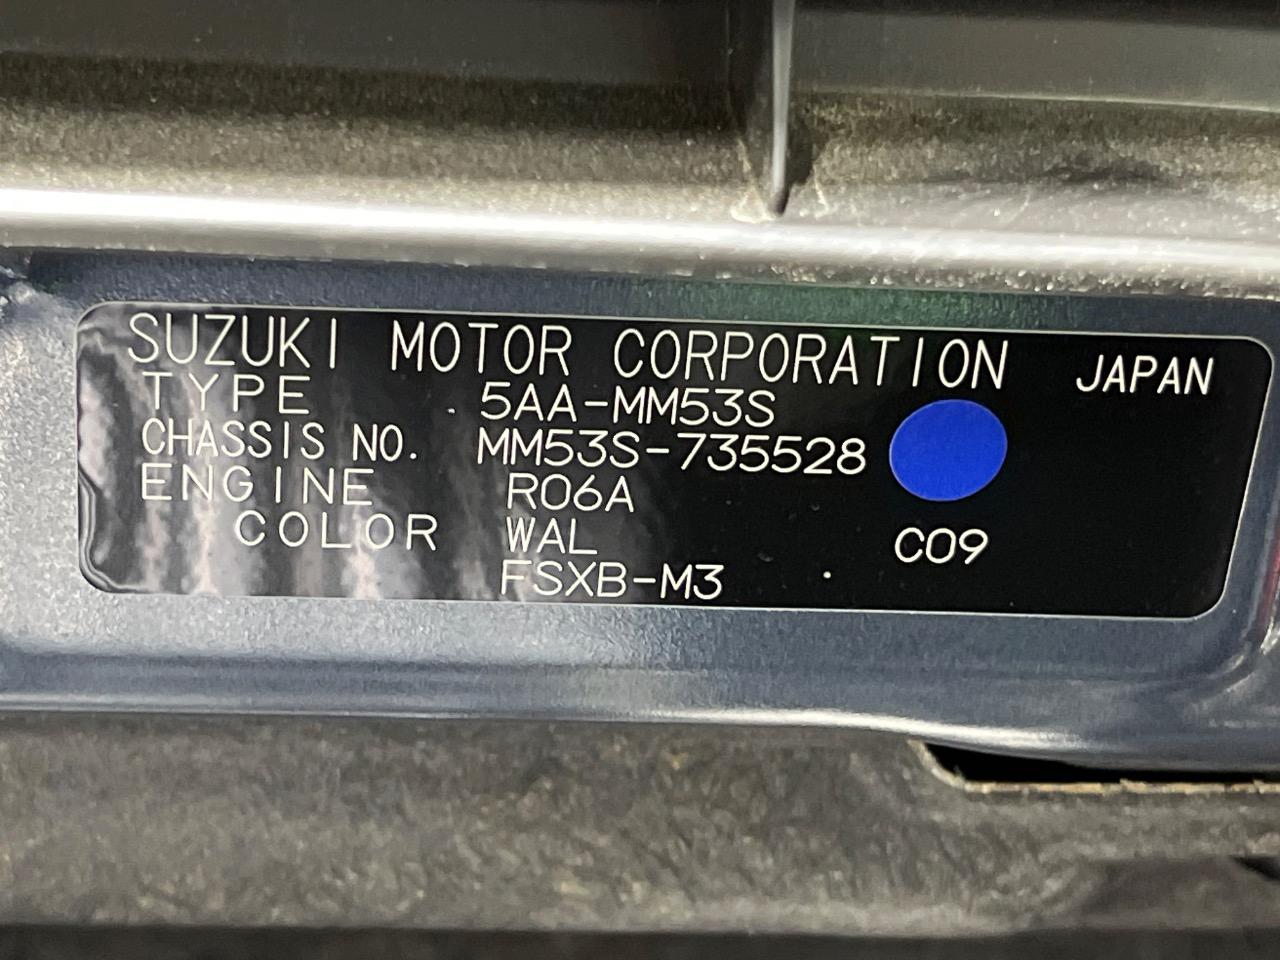 SUZUKI MOTOR CORPORATION JAPAN
TYPE 5AA-MM53S
CHASSIS NO. MM53S-735528
ENGINE R06A
COLOR WAL C09
FSXB-M3